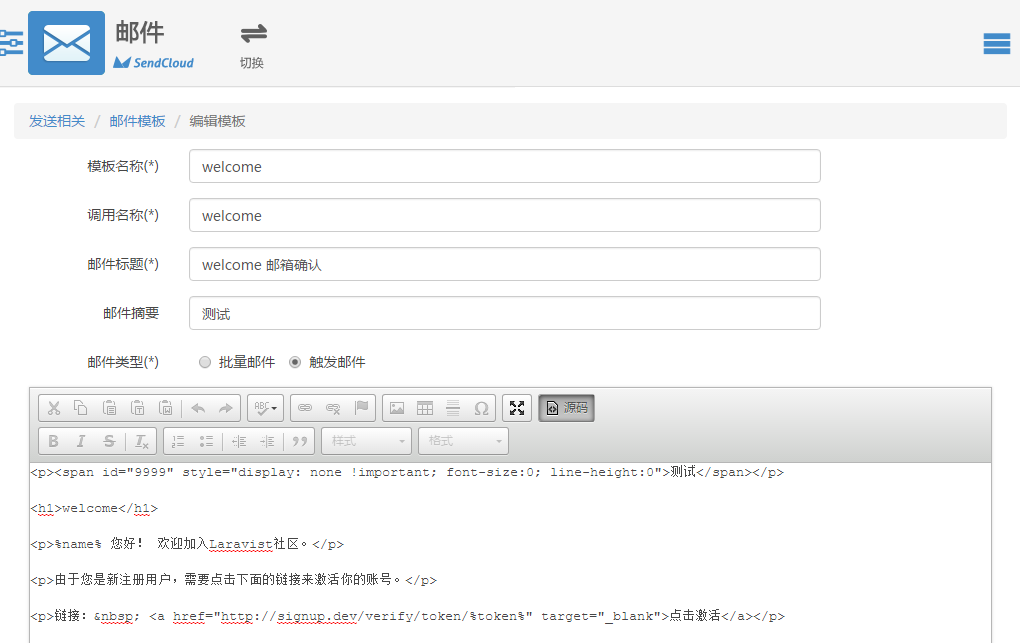 邮件
SendCloud
切换
发送相关 / 邮件模板 / 编辑模板
模板名称(*) welcome
调用名称(*) welcome
邮件标题(*) welcome 邮箱确认
邮件摘要 测试
邮件类型(*) 批量邮件 触发邮件
ABC Ω 源码
B I S Tx 样式 格式
<p><span id="9999" style="display: none !important; font-size:0; line-height:0">测试</span></p>
<h1>welcome</h1>
<p>%name% 您好! 欢迎加入Laravist社区。</p>
<p>由于您是新注册用户，需要点击下面的链接来激活你的账号。</p>
<p>链接: &nbsp; <a href="http://signup.dev/verify/token/%token%" target="_blank">点击激活</a></p>